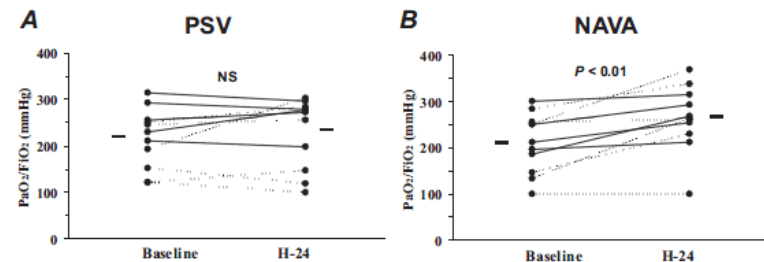 A
PSV
PaO₂/FiO₂ (mmHg)
400
300
200
100
0
NS
Baseline
H-24
B
NAVA
PaO₂/FiO₂ (mmHg)
400
300
200
100
0
P < 0.01
Baseline
H-24